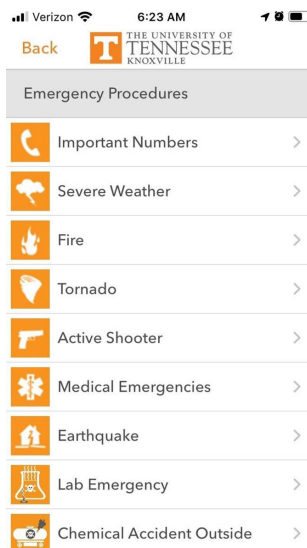 Verizon 6:23 AM
Back
T THE UNIVERSITY OF
TENNESSEE
KNOXVILLE
Emergency Procedures
Important Numbers
Severe Weather
Fire
Tornado
Active Shooter
Medical Emergencies
Earthquake
Lab Emergency
Chemical Accident Outside